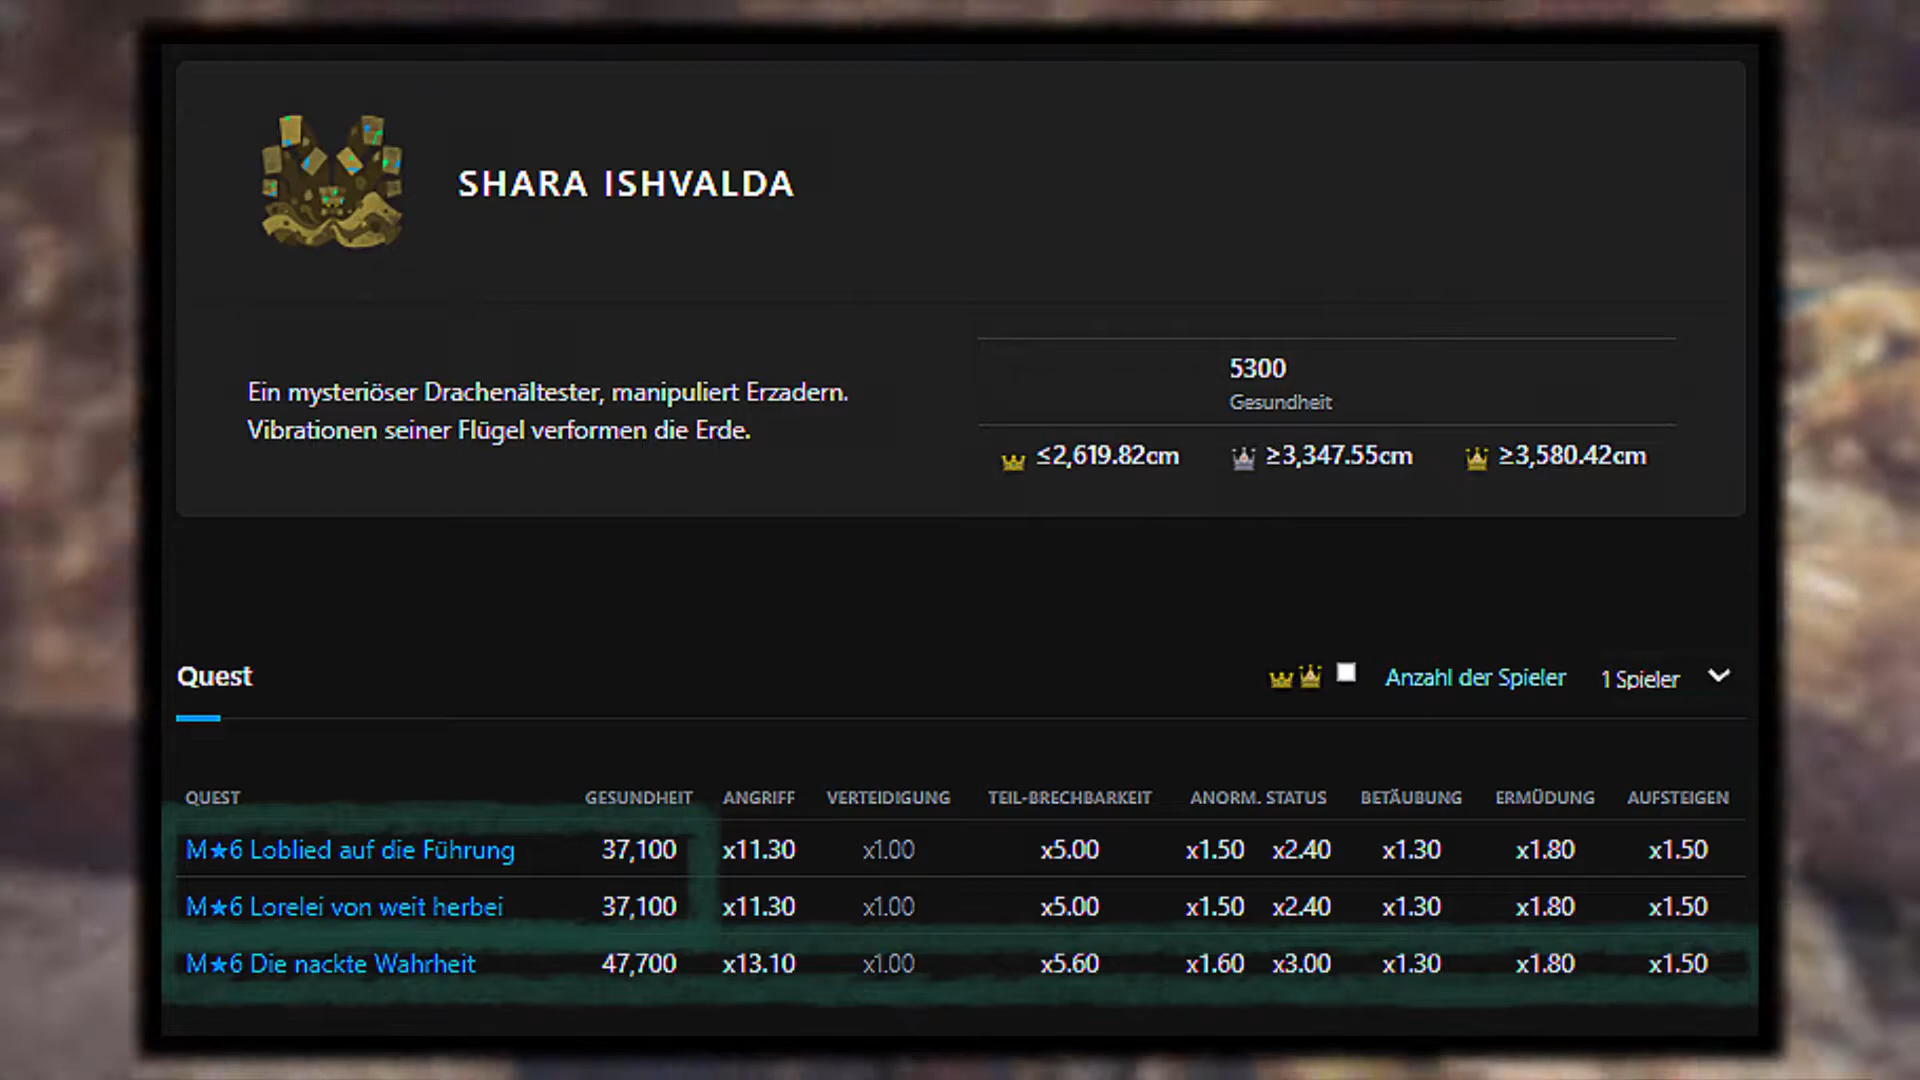 SHARA ISHVALDA
Ein mysteriöser Drachenältester, manipuliert Erzadern.
Vibrationen seiner Flügel verformen die Erde.
5300
Gesundheit
≤2,619.82cm ≥3,347.55cm ≥3,580.42cm
Quest Anzahl der Spieler 1 Spieler
QUEST GESUNDHEIT ANGRIFF VERTEIDIGUNG TEIL-BRECHBARKEIT ANORM. STATUS BETÄUBUNG ERMÜDUNG AUFSTEIGEN
M★6 Loblied auf die Führung 37,100 x11.30 x1.00 x5.00 x1.50 x2.40 x1.30 x1.80 x1.50
M★6 Lorelei von weit herbei 37,100 x11.30 x1.00 x5.00 x1.50 x2.40 x1.30 x1.80 x1.50
M★6 Die nackte Wahrheit 47,700 x13.10 x1.00 x5.60 x1.60 x3.00 x1.30 x1.80 x1.50